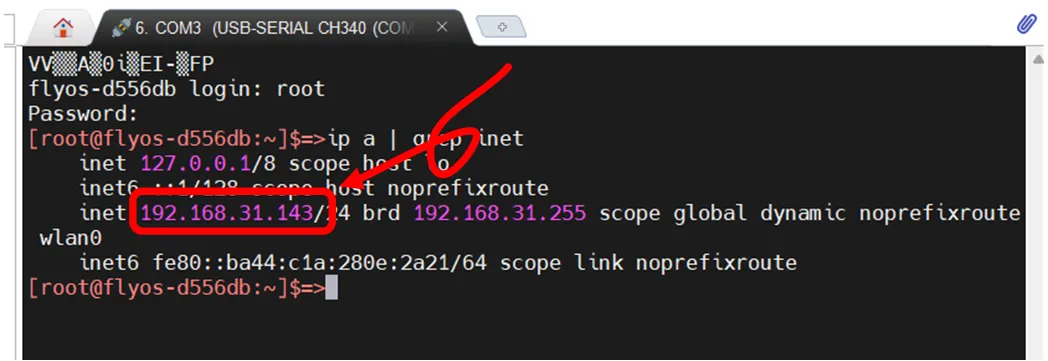 6. COM3 (USB-SERIAL CH340 (COM
VV▒▒A▒0i▒EI-▒FP
flyos-d556db login: root
Password:
[root@flyos-d556db:~]$=>ip a | grep inet
inet 127.0.0.1/8 scope host lo
inet6 ::1/128 scope host noprefixroute
inet 192.168.31.143/24 brd 192.168.31.255 scope global dynamic noprefixroute
wlan0
inet6 fe80::ba44:c1a:280e:2a21/64 scope link noprefixroute
[root@flyos-d556db:~]$=>